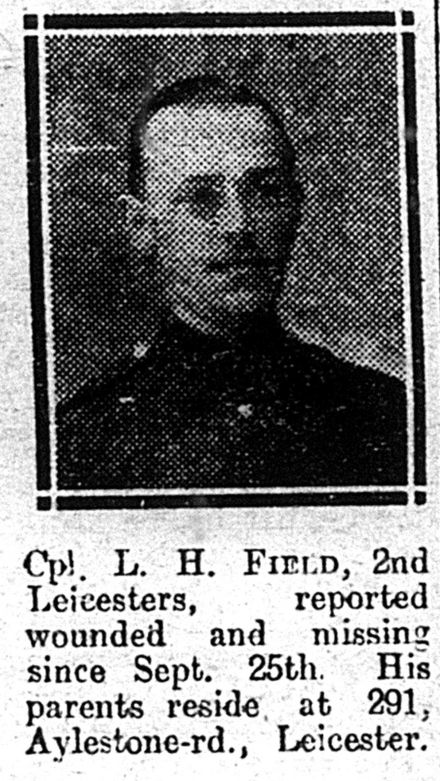 Cpl. L. H. FIELD, 2nd
Leicesters, reported
wounded and missing
since Sept. 25th. His
parents reside at 291,
Aylestone-rd., Leicester.